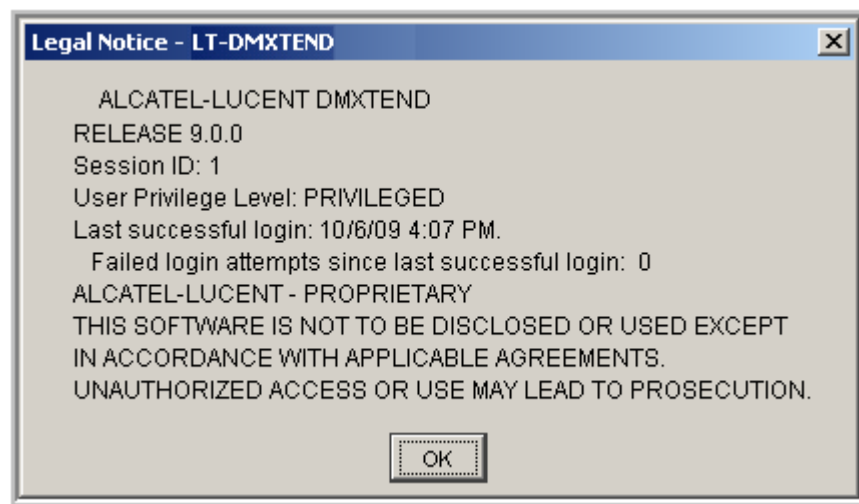 Legal Notice - LT-DMXTEND
ALCATEL-LUCENT DMXTEND
RELEASE 9.0.0
Session ID: 1
User Privilege Level: PRIVILEGED
Last successful login: 10/6/09 4:07 PM.
Failed login attempts since last successful login: 0
ALCATEL-LUCENT - PROPRIETARY
THIS SOFTWARE IS NOT TO BE DISCLOSED OR USED EXCEPT
IN ACCORDANCE WITH APPLICABLE AGREEMENTS.
UNAUTHORIZED ACCESS OR USE MAY LEAD TO PROSECUTION.
OK